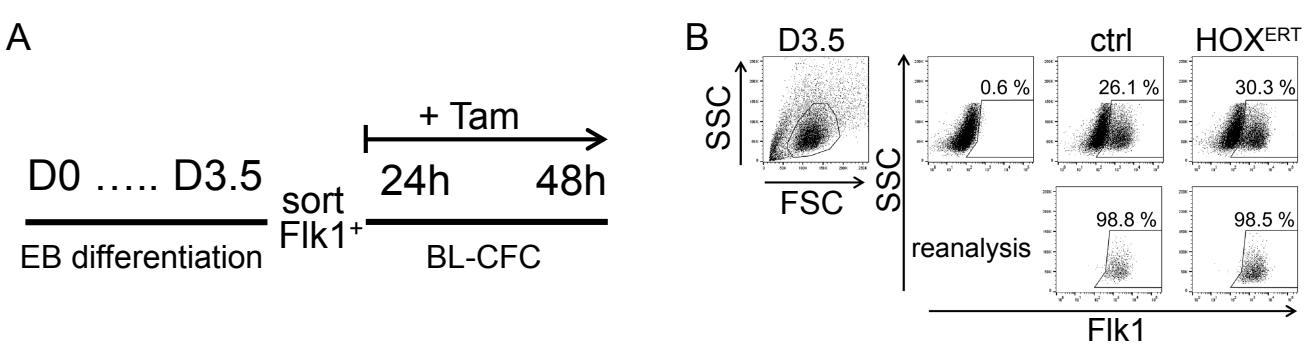 A
+ Tam
D0 ..... D3.5
sort
Flk1+
24h 48h
EB differentiation
BL-CFC
B
D3.5
ctrl
HOXERT
SSC
FSC
SSC
0.6 %
26.1 %
30.3 %
reanalysis
98.8 %
98.5 %
Flk1